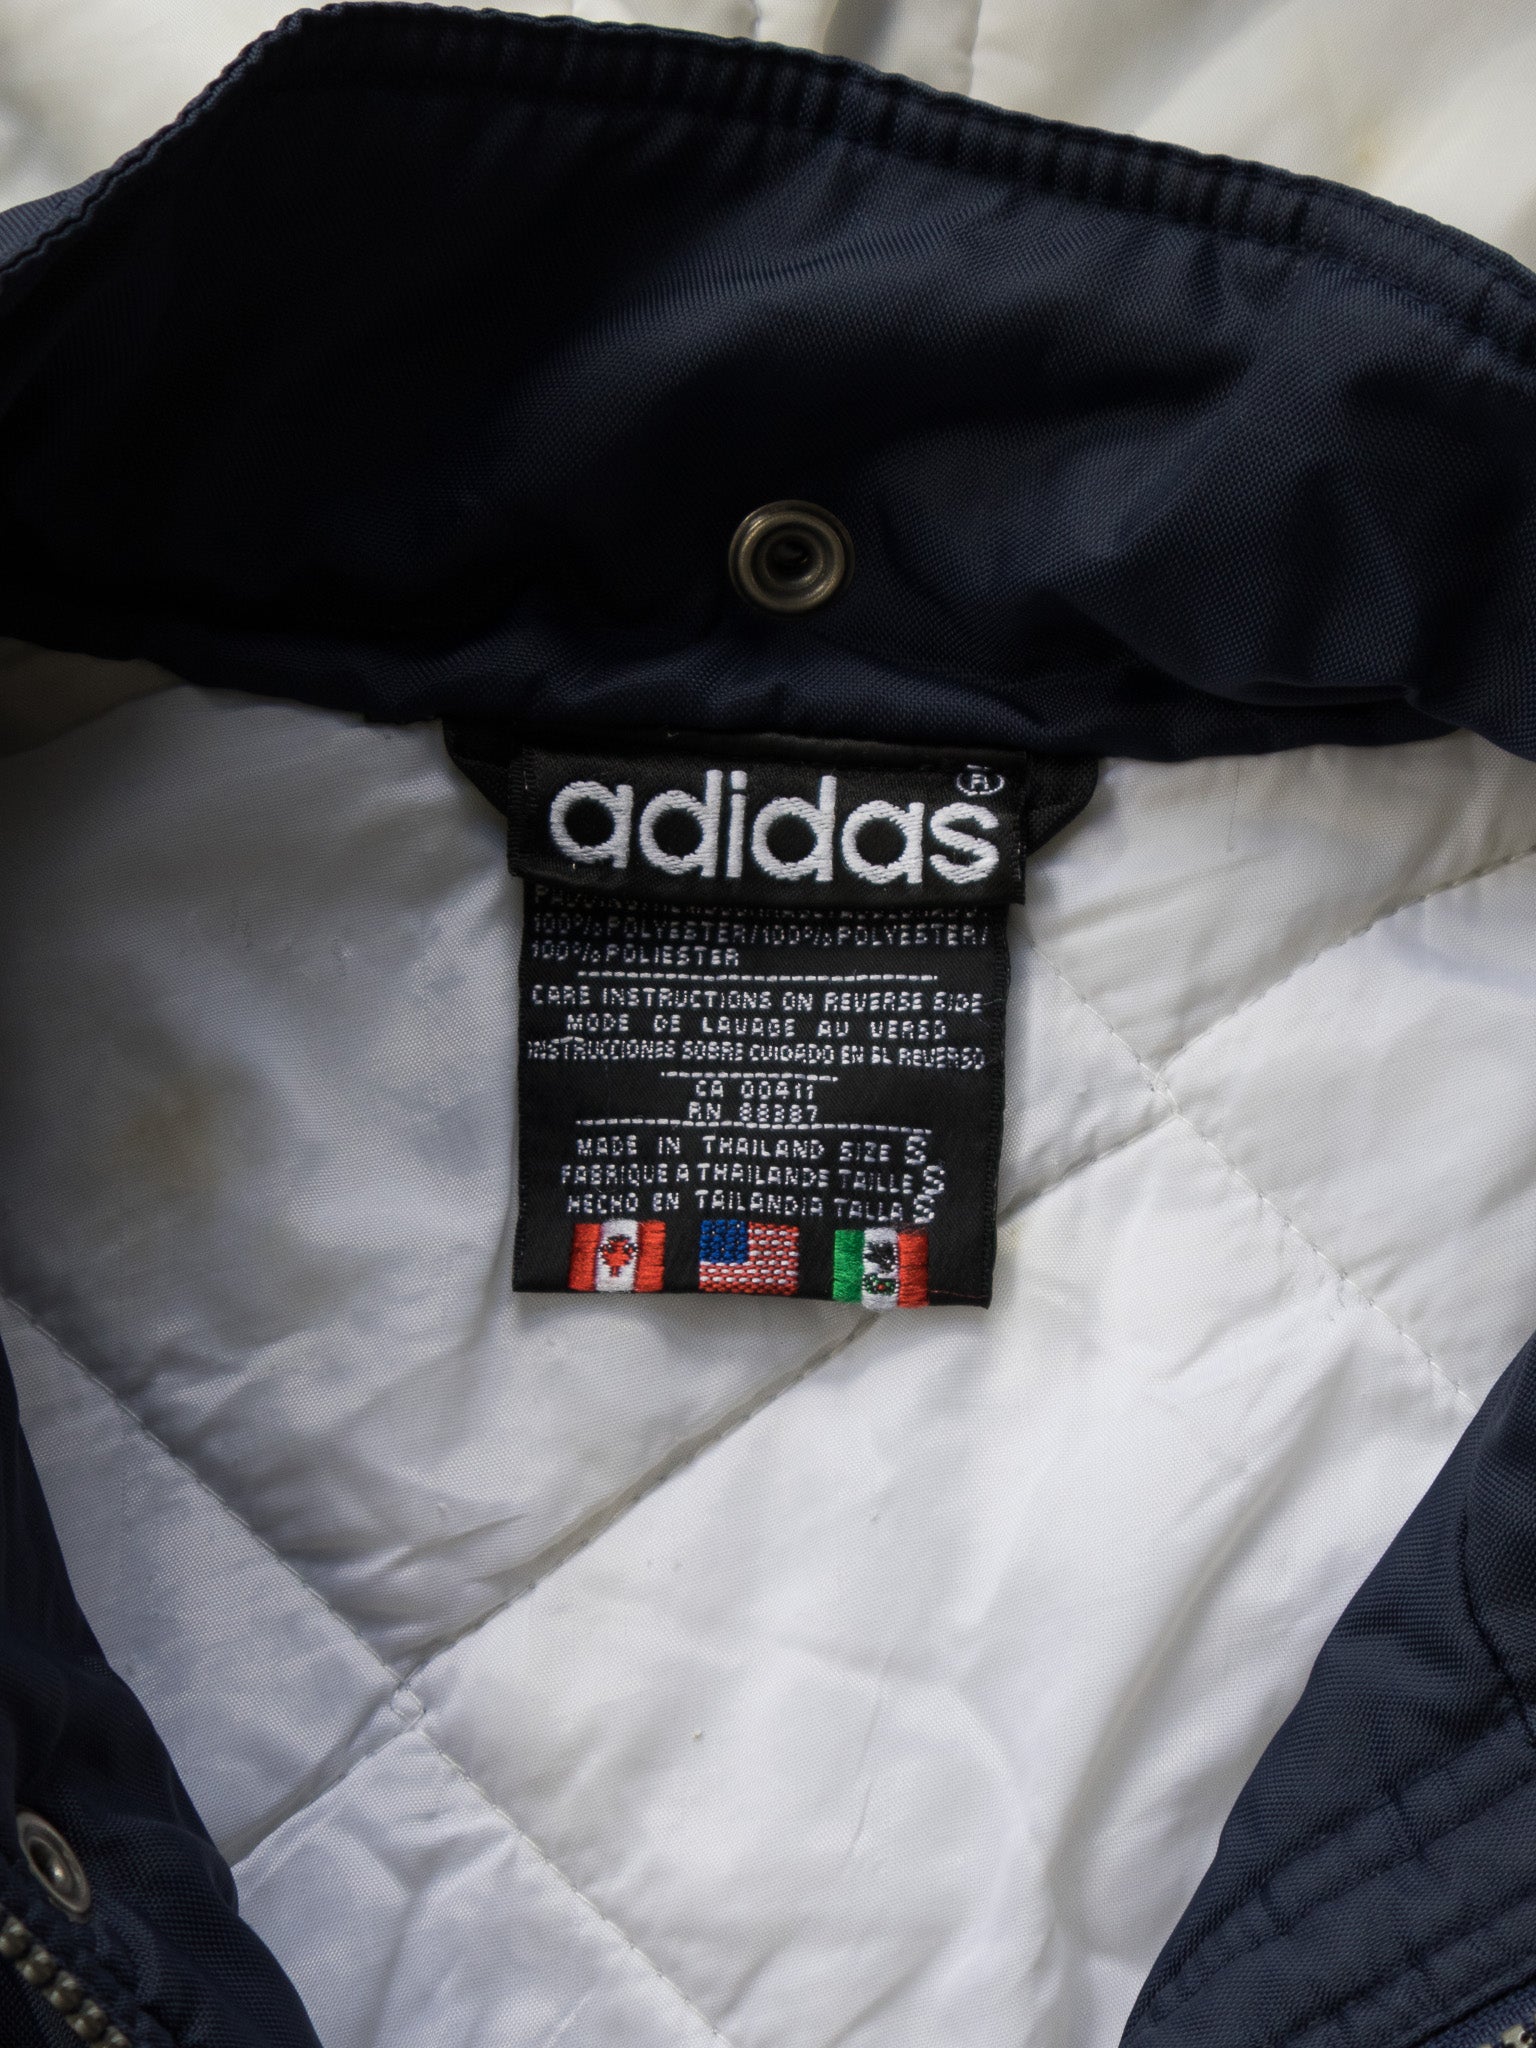 adidas®
100% POLYESTER/100% POLYESTER/
100% POLIESTER
CARE INSTRUCTIONS ON REVERSE SIDE
MODE DE LAVAGE AU VERSO
INSTRUCCIONES SOBRE CUIDADO EN EL REVERSO
CA 00411
RN 88387
MADE IN THAILAND SIZE S
FABRIQUE A THAILANDE TAILLE S
HECHO EN TAILANDIA TALLA S